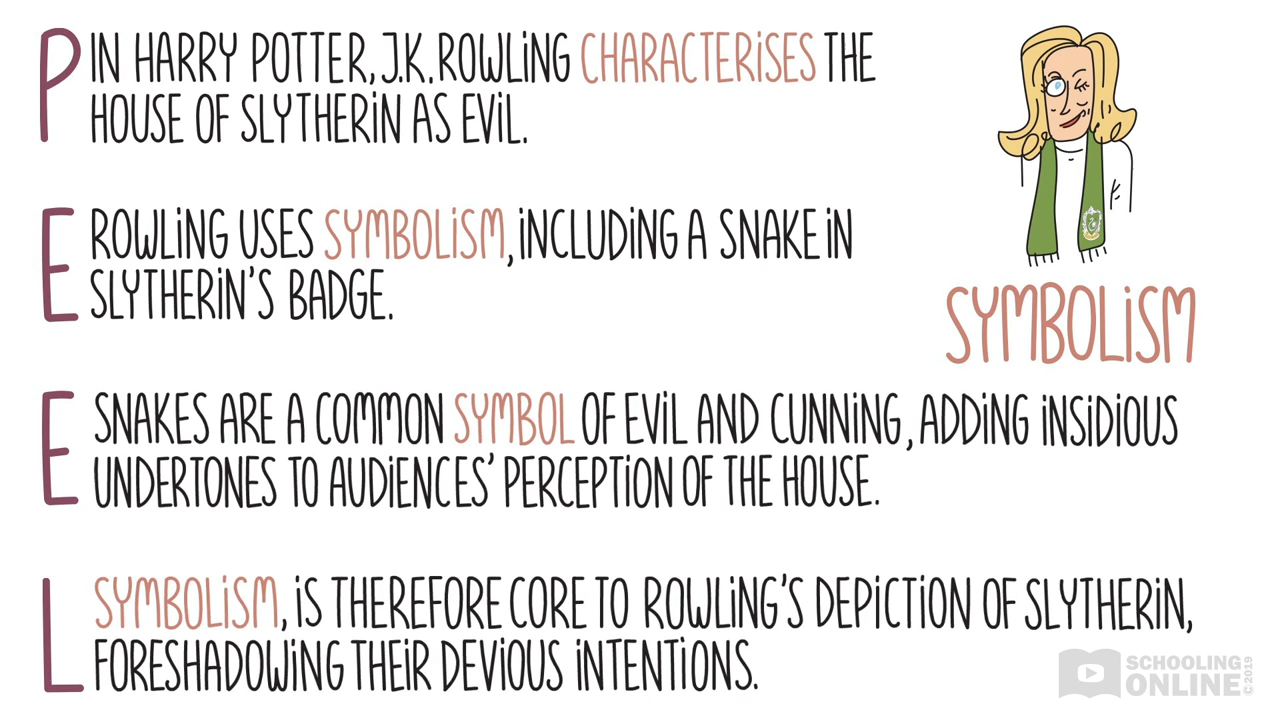 P IN HARRY POTTER, J.K. ROWLiNG CHARACTERiSES THE
HOUSE OF SLYTHERiN AS EViL.
E ROWLiNG USES SYMBOLiSM, iNCLUDiNG A SNAKE iN
SLYTHERiN'S BADGE.
SYMBOLiSM
E SNAKES ARE A COMMON SYMBOL OF EViL AND CUNNiNG, ADDiNG iNSiDiOUS
UNDERTONES TO AUDiENCES' PERCEPTiON OF THE HOUSE.
L SYMBOLiSM, iS THEREFORE CORE TO ROWLiNG'S DEPiCTiON OF SLYTHERiN,
FORESHADOWiNG THEiR DEViOUS iNTENTiONS.
SCHOOLING
ONLINE ©2019